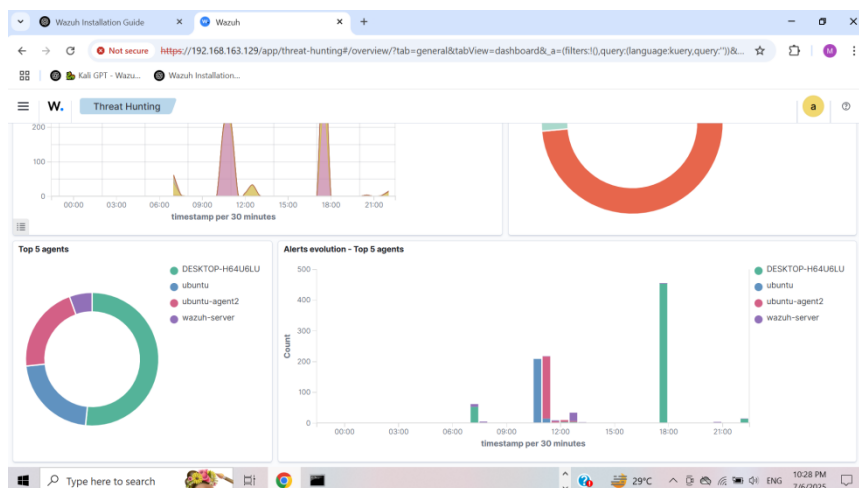 Wazuh Installation Guide
Wazuh
Not secure https://192.168.163.129/app/threat-hunting#/overview/?tab=general&tabView=dashboard&_a=(filters:!(),query:(language:kuery,query:''))&...
M
Kali GPT - Wazu...
Wazuh Installation...
W.
Threat Hunting
a
200
100
0
00:00 03:00 06:00 09:00 12:00 15:00 18:00 21:00
timestamp per 30 minutes
Top 5 agents
DESKTOP-H64U6LU
ubuntu
ubuntu-agent2
wazuh-server
Alerts evolution - Top 5 agents
500
400
300
200
100
0
Count
00:00 03:00 06:00 09:00 12:00 15:00 18:00 21:00
timestamp per 30 minutes
DESKTOP-H64U6LU
ubuntu
ubuntu-agent2
wazuh-server
Type here to search
29°C
ENG
10:28 PM
7/6/2025